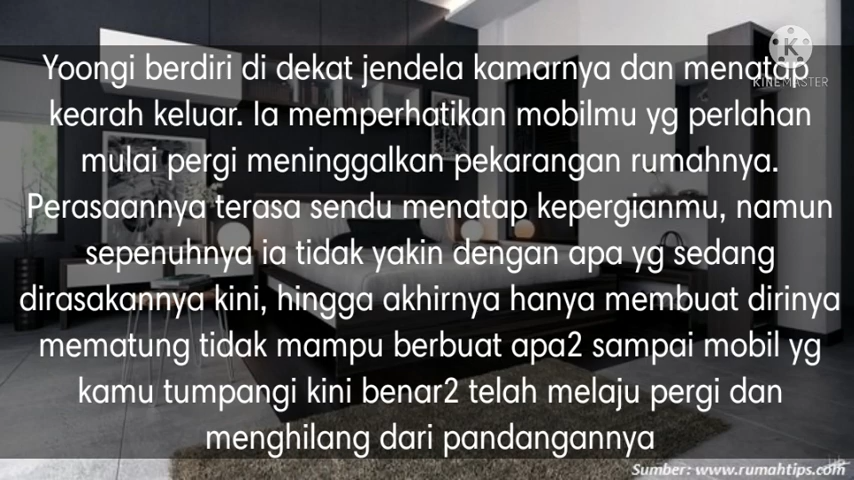 Yoongi berdiri di dekat jendela kamarnya dan menatap
kearah keluar. Ia memperhatikan mobilmu yg perlahan
mulai pergi meninggalkan pekarangan rumahnya.
Perasaannya terasa sendu menatap kepergianmu, namun
sepenuhnya ia tidak yakin dengan apa yg sedang
dirasakannya kini, hingga akhirnya hanya membuat dirinya
mematung tidak mampu berbuat apa2 sampai mobil yg
kamu tumpangi kini benar2 telah melaju pergi dan
menghilang dari pandangannya
K
KINEMASTER
Sumber: www.rumahtips.com